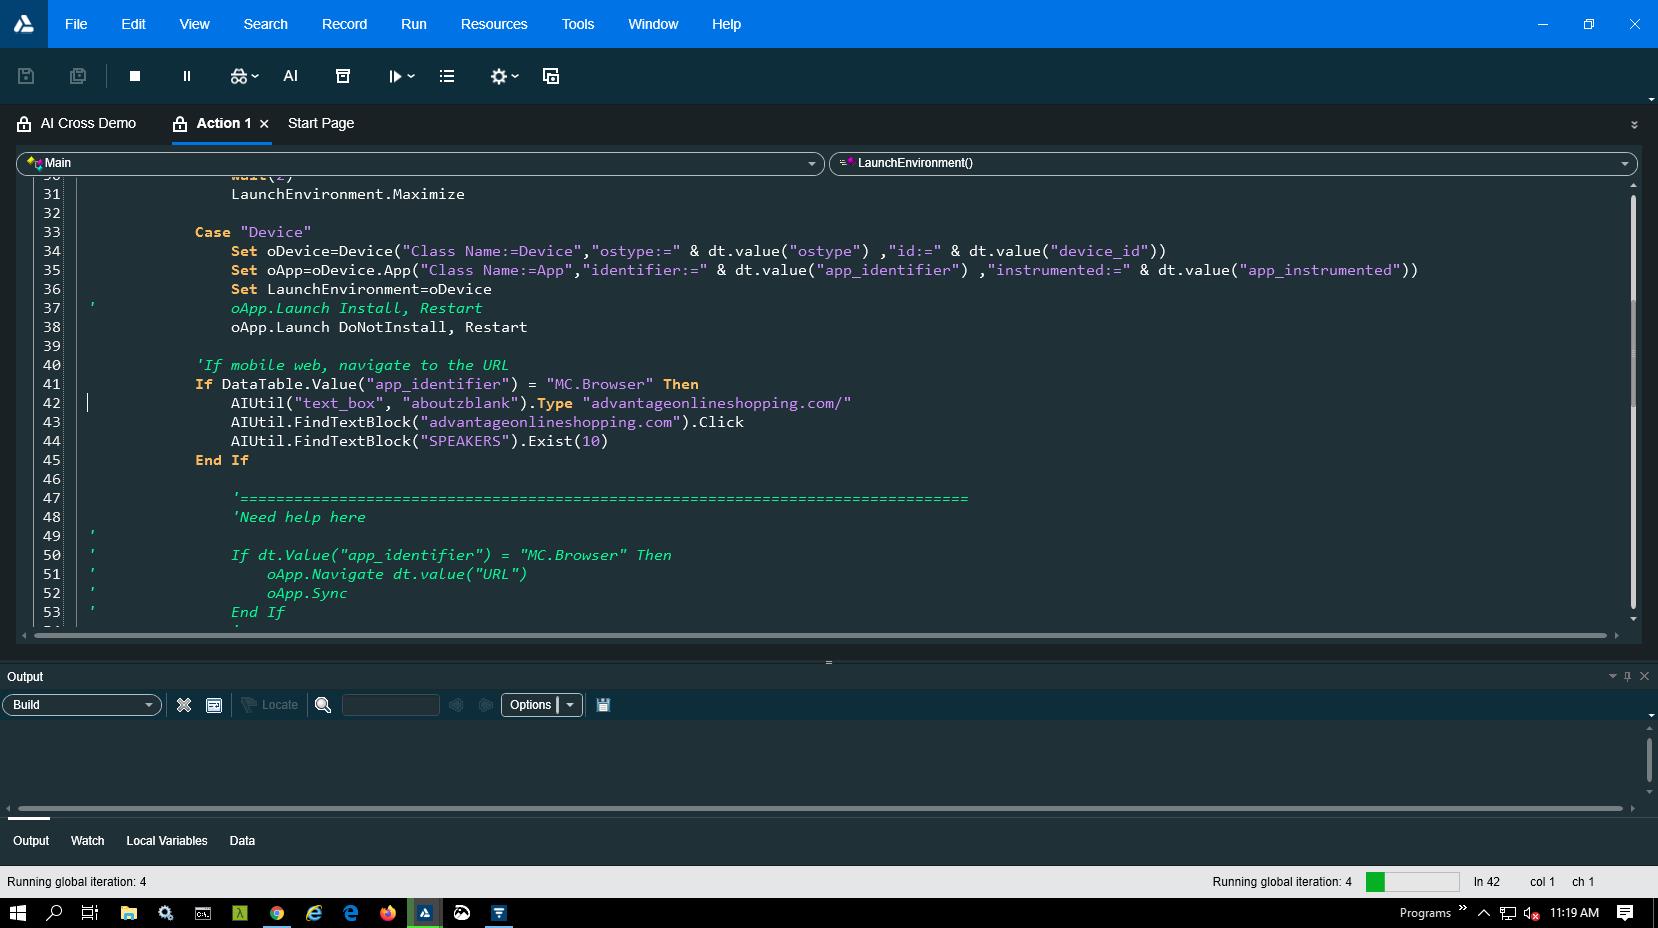 File Edit View Search Record Run Resources Tools Window Help
AI
AI Cross Demo Action 1 × Start Page
Main LaunchEnvironment()
30 Wait(2)
31 LaunchEnvironment.Maximize
32
33 Case "Device"
34 Set oDevice=Device("Class Name:=Device","ostype:=" & dt.value("ostype") ,"id:=" & dt.value("device_id"))
35 Set oApp=oDevice.App("Class Name:=App","identifier:=" & dt.value("app_identifier") ,"instrumented:=" & dt.value("app_instrumented"))
36 Set LaunchEnvironment=oDevice
37 ' oApp.Launch Install, Restart
38 oApp.Launch DoNotInstall, Restart
39
40 'If mobile web, navigate to the URL
41 If DataTable.Value("app_identifier") = "MC.Browser" Then
42 AIUtil("text_box", "aboutzblank").Type "advantageonlineshopping.com/"
43 AIUtil.FindTextBlock("advantageonlineshopping.com").Click
44 AIUtil.FindTextBlock("SPEAKERS").Exist(10)
45 End If
46
47 '=================================================================================
48 'Need help here
49 '
50 ' If dt.Value("app_identifier") = "MC.Browser" Then
51 ' oApp.Navigate dt.value("URL")
52 ' oApp.Sync
53 ' End If
Output
Build Locate Options
Output Watch Local Variables Data
Running global iteration: 4 Running global iteration: 4 ln 42 col 1 ch 1
Programs » 11:19 AM